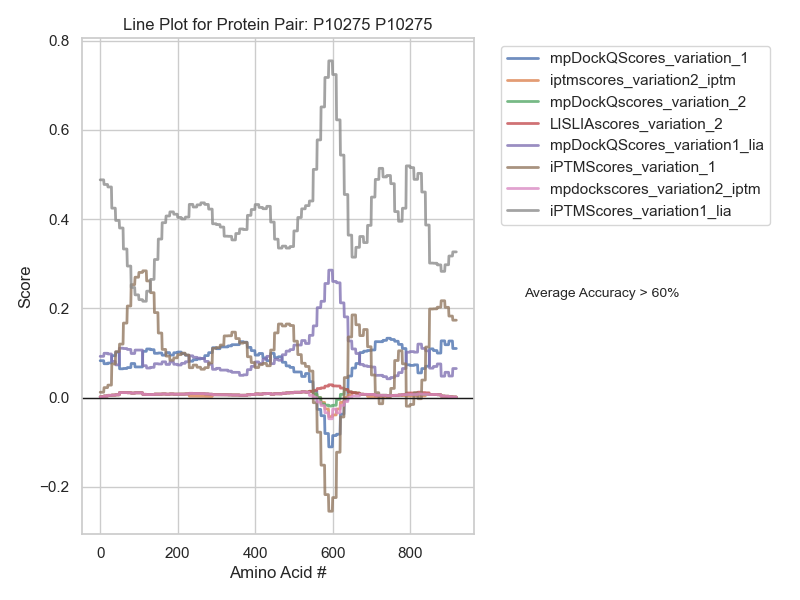 Line Plot for Protein Pair: P10275 P10275
0.8
0.6
0.4
0.2
0.0
−0.2
Score
0
200
400
600
800
Amino Acid #
mpDockQScores_variation_1
iptmscores_variation2_iptm
mpDockQscores_variation_2
LISLIAscores_variation_2
mpDockQScores_variation1_lia
iPTMScores_variation_1
mpdockscores_variation2_iptm
iPTMScores_variation1_lia
Average Accuracy > 60%